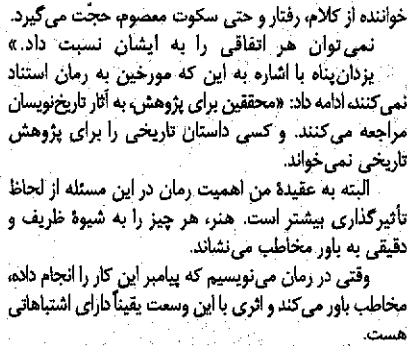 خواننده از کلام، رفتار و حتی سکوت معصوم، حجّت می‌گیرد.
نمی‌توان هر اتفاقی را به ایشان نسبت داد.»
یزدان‌پناه با اشاره به این که مورخین به رمان استناد
نمی‌کنند، ادامه داد: «محققین برای پژوهش، به آثار تاریخ‌نویسان
مراجعه می‌کنند. و کسی داستان تاریخی را برای پژوهش
تاریخی نمی‌خواند.
البته به عقیدهٔ من اهمیت رمان در این مسئله از لحاظ
تأثیرگذاری بیشتر است. هنر، هر چیز را به شیوهٔ ظریف و
دقیقی به باور مخاطب می‌نشاند.
وقتی در رمان می‌نویسیم که پیامبر این کار را انجام داده،
مخاطب باور می‌کند و اثری با این وسعت یقیناً دارای اشتباهاتی
هست.